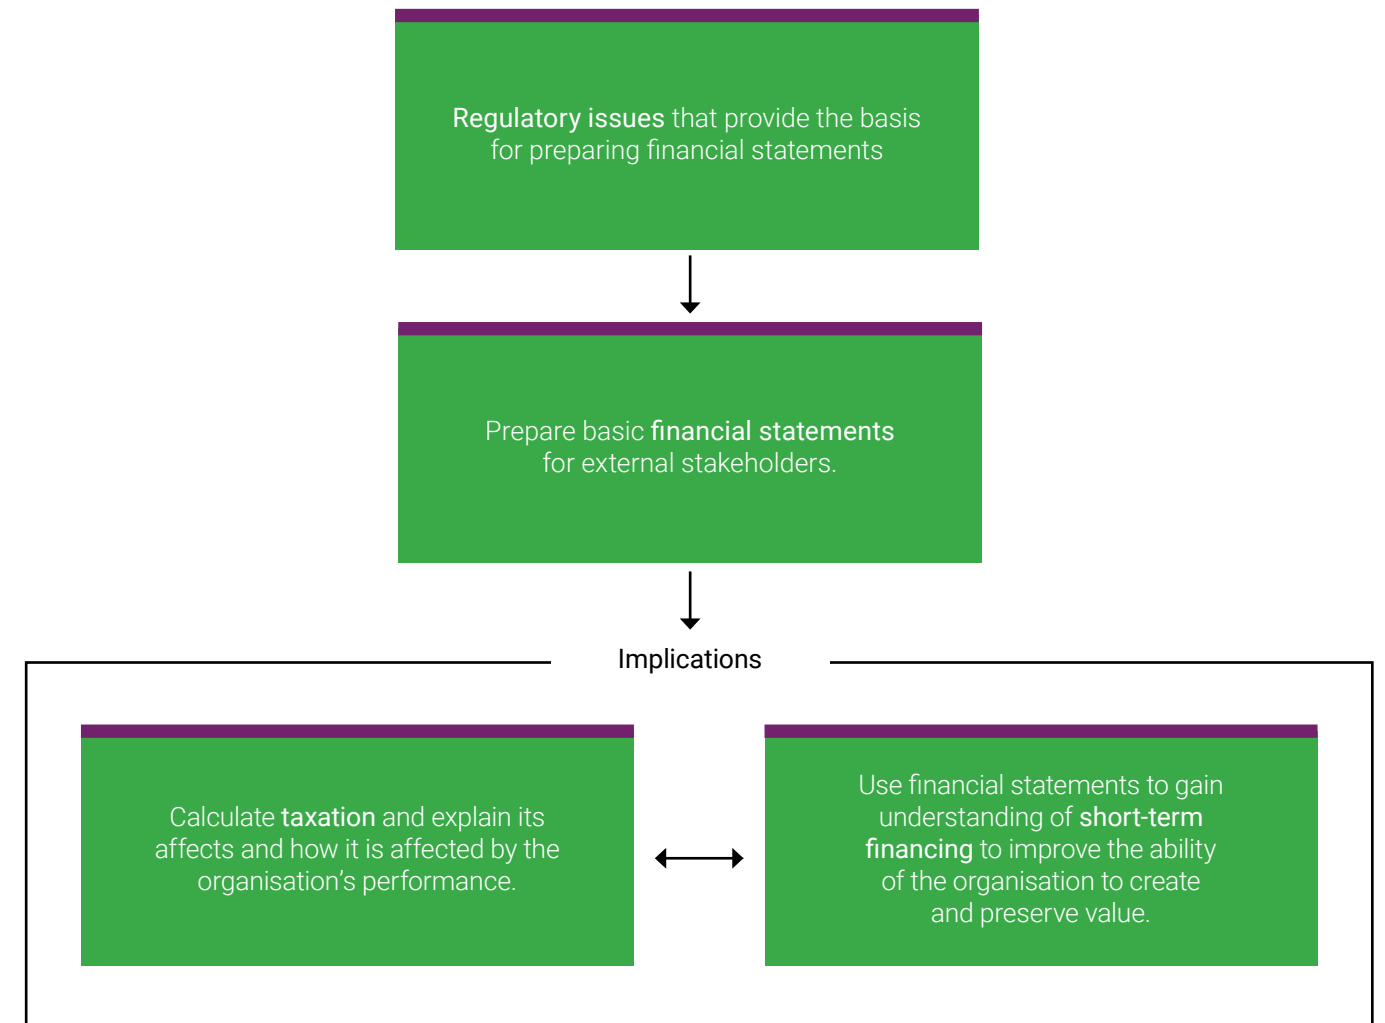 Regulatory issues that provide the basis
for preparing financial statements
Prepare basic financial statements
for external stakeholders.
Implications
Calculate taxation and explain its
affects and how it is affected by the
organisation's performance.
Use financial statements to gain
understanding of short-term
financing to improve the ability
of the organisation to create
and preserve value.